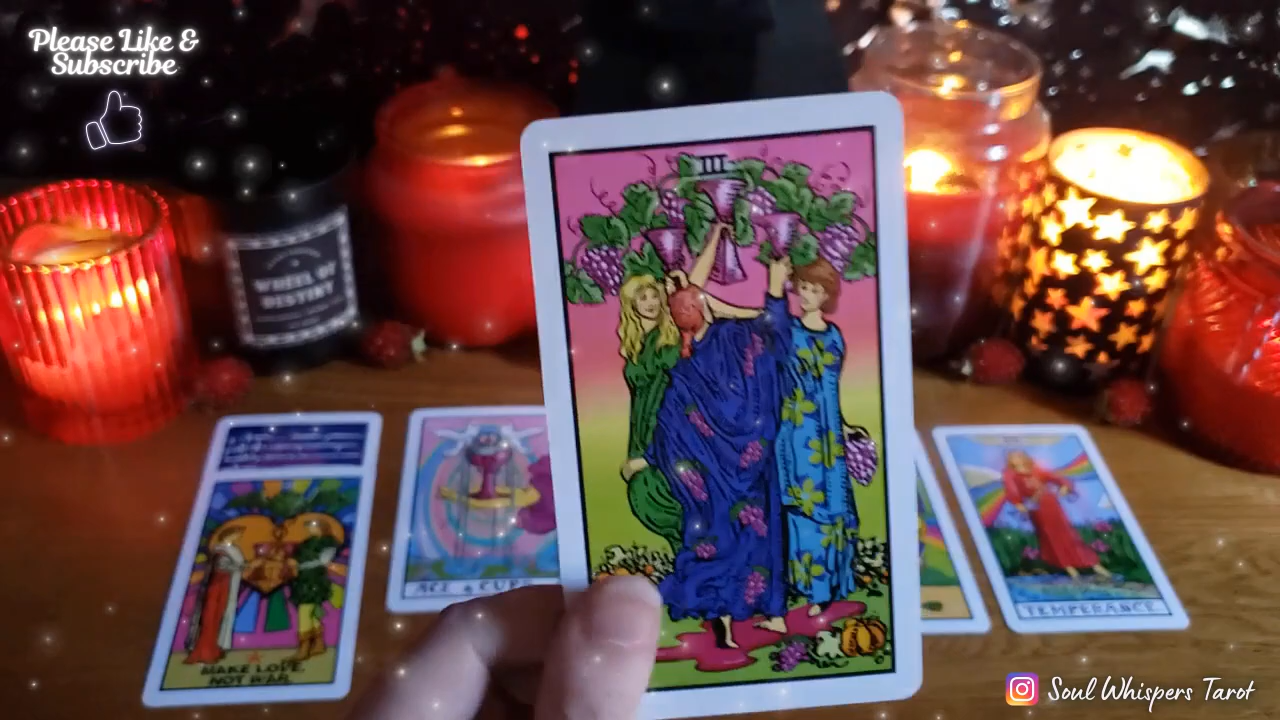 Please Like &
Subscribe
WHEEL OF
DESTINY
III
ACE of CUPS
TEMPERANCE
MAKE LOVE,
NOT WAR.
Soul Whispers Tarot